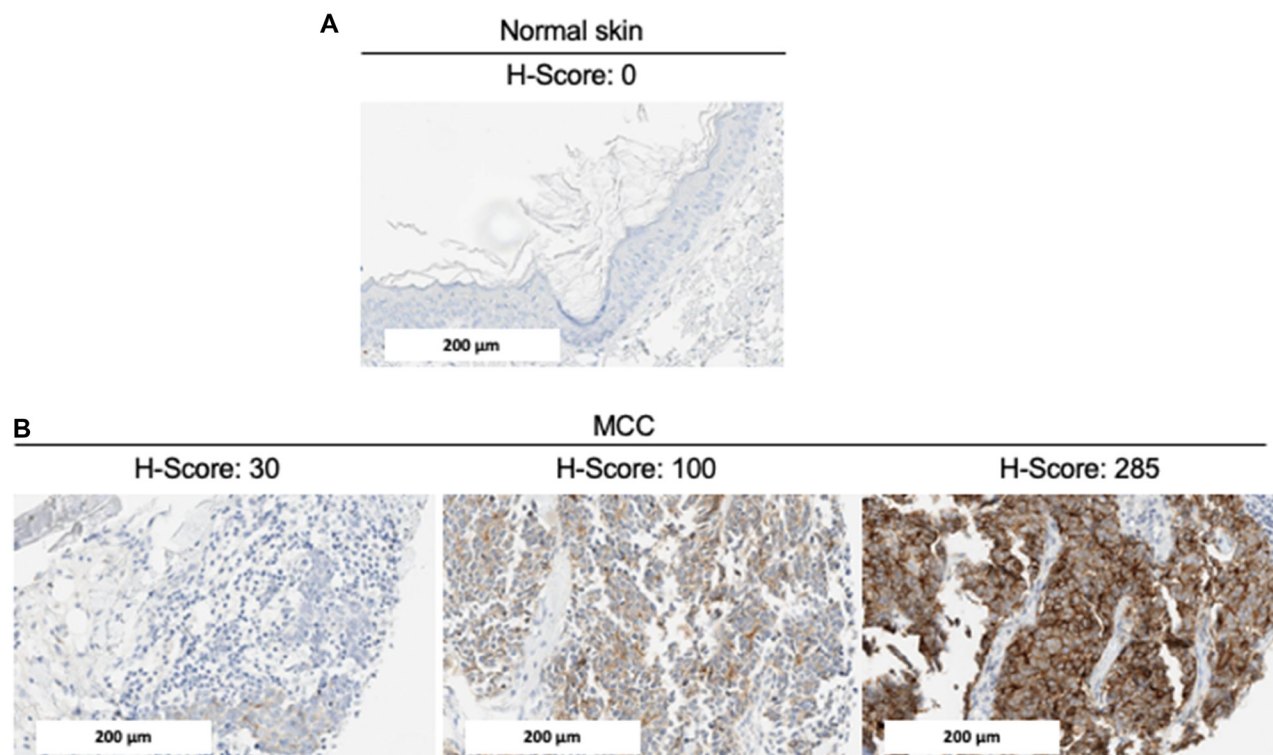 A
Normal skin
H-Score: 0
200 µm
B
MCC
H-Score: 30
H-Score: 100
H-Score: 285
200 µm
200 µm
200 µm